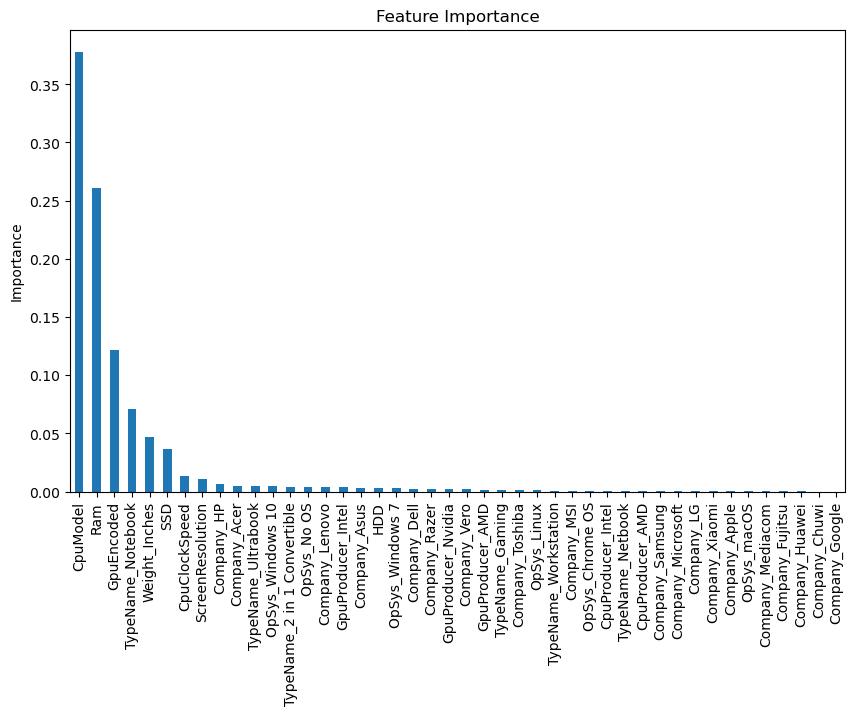 Feature Importance
Importance
0.35
0.30
0.25
0.20
0.15
0.10
0.05
0.00
CpuModel
Ram
GpuEncoded
TypeName_Notebook
Weight_Inches
SSD
CpuClockSpeed
ScreenResolution
Company_HP
Company_Acer
TypeName_Ultrabook
OpSys_Windows 10
TypeName_2 in 1 Convertible
OpSys_No OS
Company_Lenovo
GpuProducer_Intel
Company_Asus
HDD
OpSys_Windows 7
Company_Dell
Company_Razer
GpuProducer_Nvidia
Company_Vero
GpuProducer_AMD
TypeName_Gaming
Company_Toshiba
OpSys_Linux
TypeName_Workstation
Company_MSI
OpSys_Chrome OS
CpuProducer_Intel
TypeName_Netbook
CpuProducer_AMD
Company_Samsung
Company_Microsoft
Company_LG
Company_Xiaomi
Company_Apple
OpSys_macOS
Company_Mediacom
Company_Fujitsu
Company_Huawei
Company_Chuwi
Company_Google